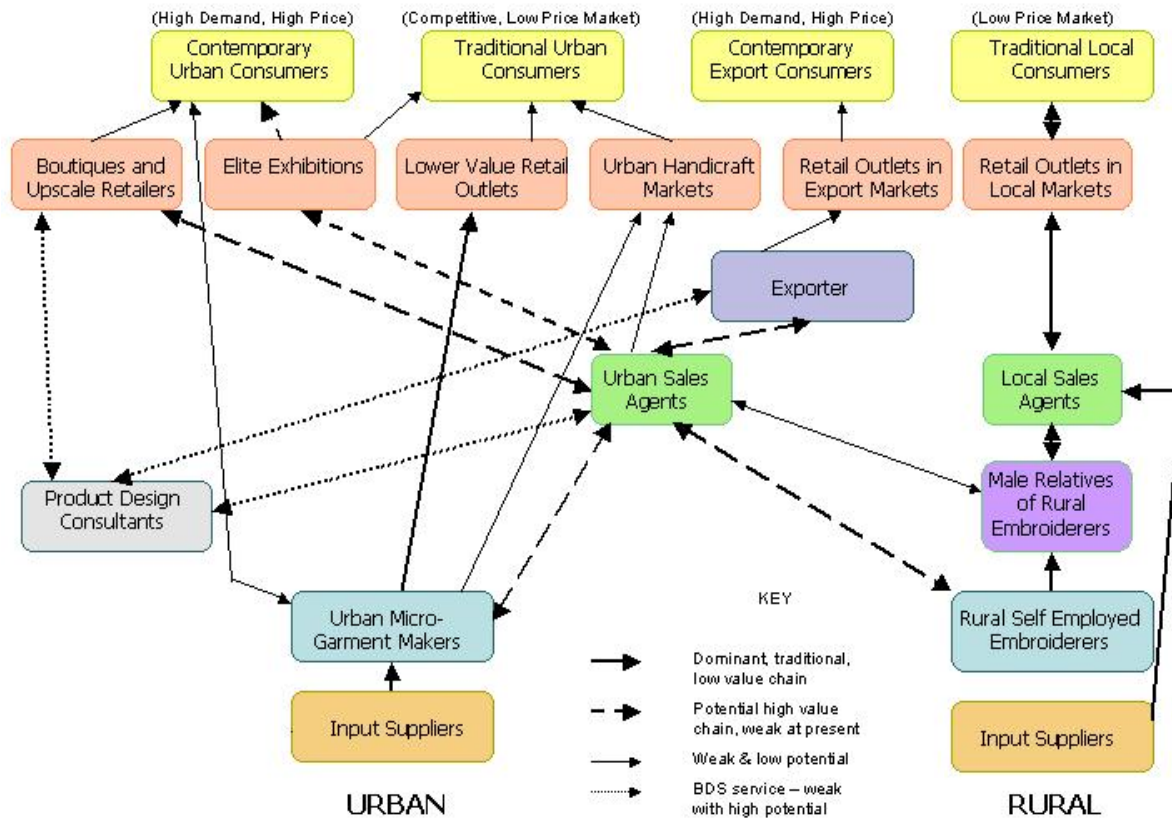 (High Demand, High Price)
(Competitive, Low Price Market)
(High Demand, High Price)
(Low Price Market)
Contemporary
Urban Consumers
Traditional Urban
Consumers
Contemporary
Export Consumers
Traditional Local
Consumers
Boutiques and
Upscale Retailers
Elite Exhibitions
Lower Value Retail
Outlets
Urban Handicraft
Markets
Retail Outlets in
Export Markets
Retail Outlets in
Local Markets
Exporter
Urban Sales
Agents
Local Sales
Agents
Product Design
Consultants
Male Relatives
of Rural
Embroiderers
Urban Micro-
Garment Makers
Rural Self Employed
Embroiderers
Input Suppliers
Input Suppliers
KEY
Dominant, traditional,
low value chain
Potential high value
chain, weak at present
Weak & low potential
BDS service – weak
with high potential
URBAN
RURAL